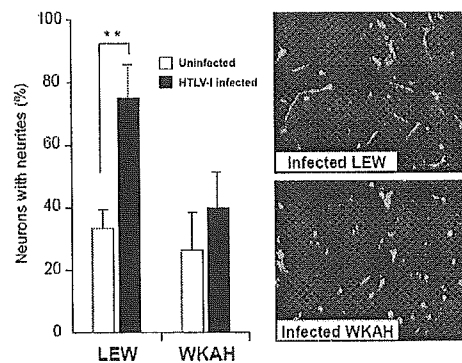 Neurons with neurites (%)
100
80
60
40
20
0
**
Uninfected
HTLV-I infected
LEW
WKAH
Infected LEW
Infected WKAH